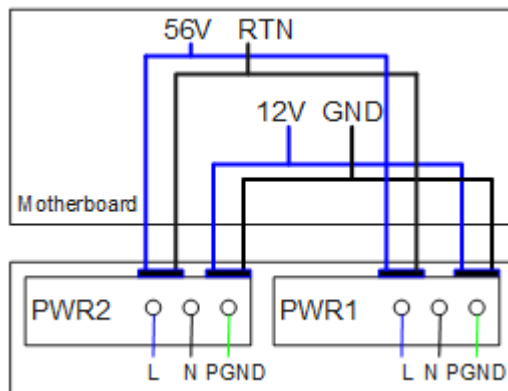 56V RTN
12V GND
Motherboard
PWR2 PWR1
L N PGND L N PGND